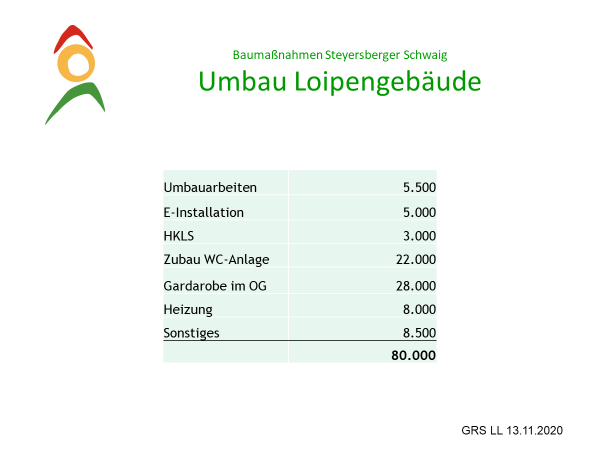 Baumaßnahmen Steyersberger Schwaig
Umbau Loipengebäude
Umbauarbeiten 5.500
E-Installation 5.000
HKLS 3.000
Zubau WC-Anlage 22.000
Gardarobe im OG 28.000
Heizung 8.000
Sonstiges 8.500
80.000
GRS LL 13.11.2020